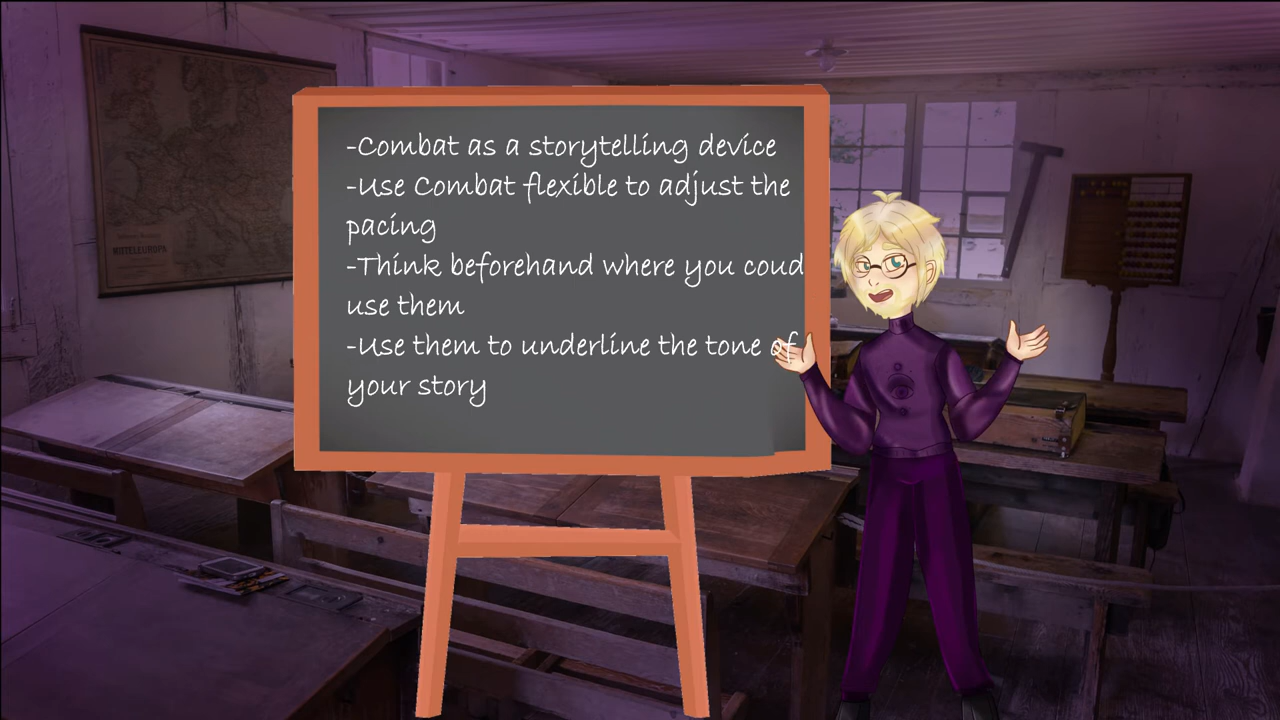 MITTELEUROPA
-Combat as a storytelling device
-Use Combat flexible to adjust the
pacing
-Think beforehand where you coud
use them
-Use them to underline the tone of
your story